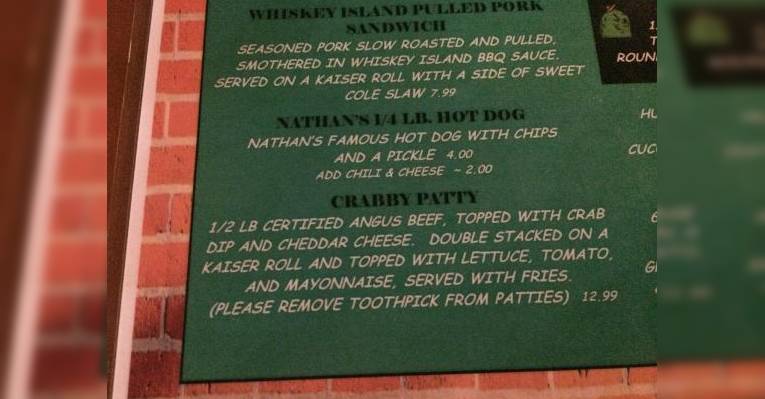 WHISKEY ISLAND PULLED PORK
SANDWICH
SEASONED PORK SLOW ROASTED AND PULLED,
SMOTHERED IN WHISKEY ISLAND BBQ SAUCE.
SERVED ON A KAISER ROLL WITH A SIDE OF SWEET
COLE SLAW 7.99
NATHAN'S 1/4 LB. HOT DOG
NATHAN'S FAMOUS HOT DOG WITH CHIPS
AND A PICKLE 4.00
ADD CHILI & CHEESE ~ 2.00
CRABBY PATTY
1/2 LB CERTIFIED ANGUS BEEF, TOPPED WITH CRAB
DIP AND CHEDDAR CHEESE. DOUBLE STACKED ON A
KAISER ROLL AND TOPPED WITH LETTUCE, TOMATO,
AND MAYONNAISE, SERVED WITH FRIES.
(PLEASE REMOVE TOOTHPICK FROM PATTIES) 12.99
ROUN
HU
CUC